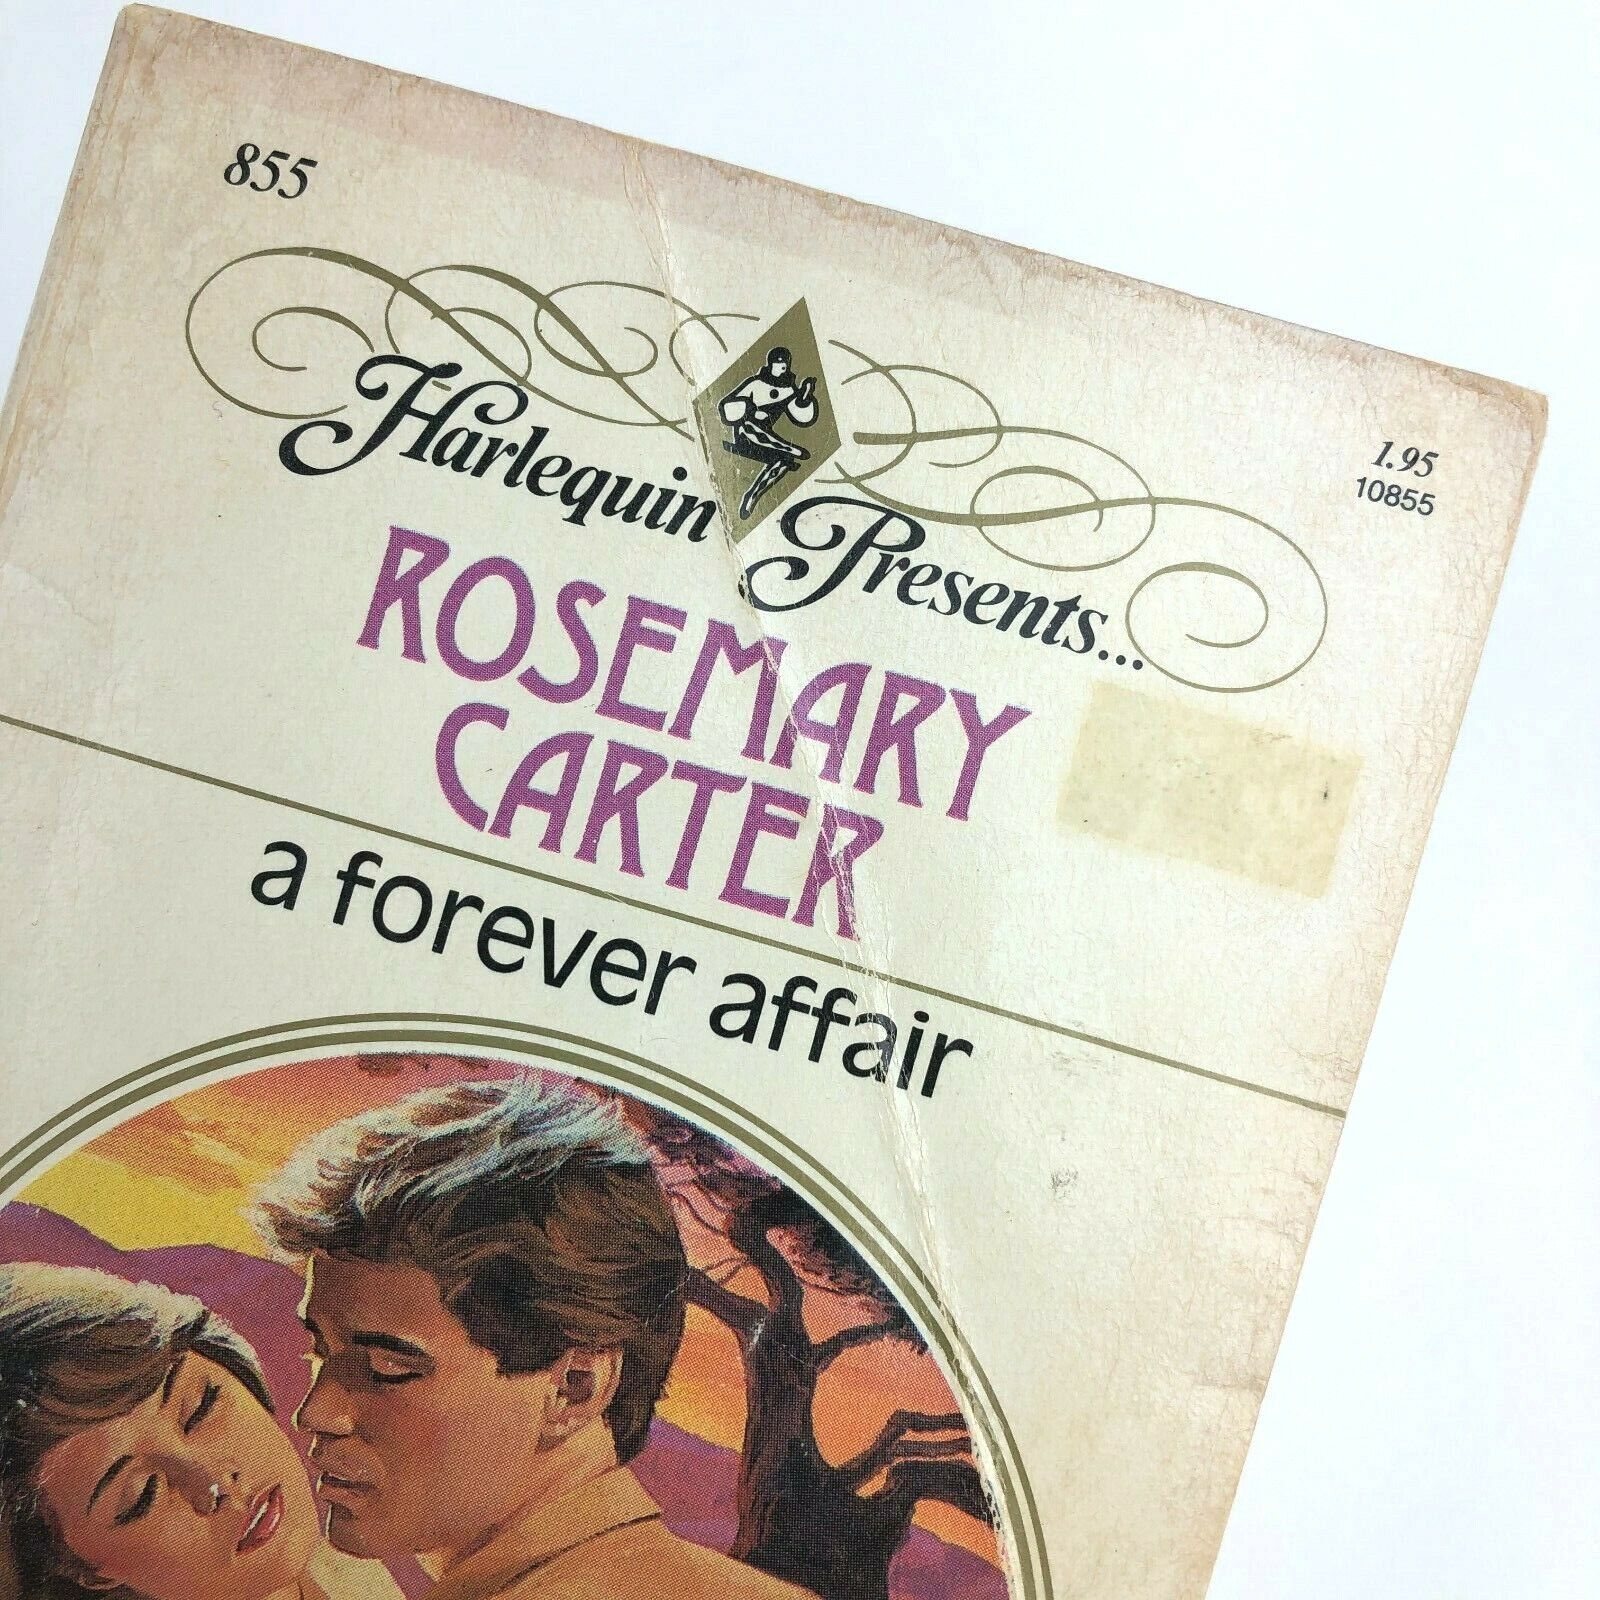 855
Harlequin Presents...
1.95
10855
ROSEMARY
CARTER
a forever affair